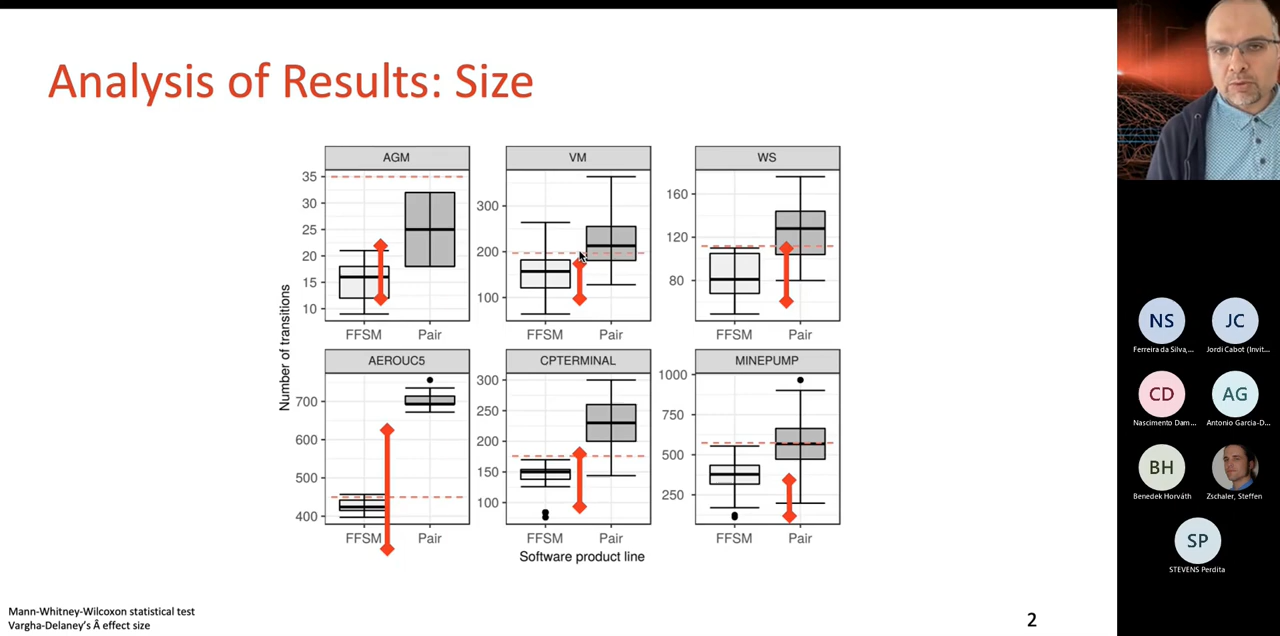 Analysis of Results: Size
AGM
VM
WS
35
30
25
20
15
10
300
200
100
160
120
80
FFSM
Pair
FFSM
Pair
FFSM
Pair
Number of transitions
AEROUC5
CPTERMINAL
MINEPUMP
700
600
500
400
300
250
200
150
100
1000
750
500
250
FFSM
Pair
FFSM
Pair
FFSM
Pair
Software product line
Mann-Whitney-Wilcoxon statistical test
Vargha-Delaney's Â effect size
2
NS
JC
Ferreira da Silva,...
Jordi Cabot (Invit...
CD
AG
Nascimento Dam...
Antonio Garcia-D...
BH
Benedek Horváth
Zschaler, Steffen
SP
STEVENS Perdita